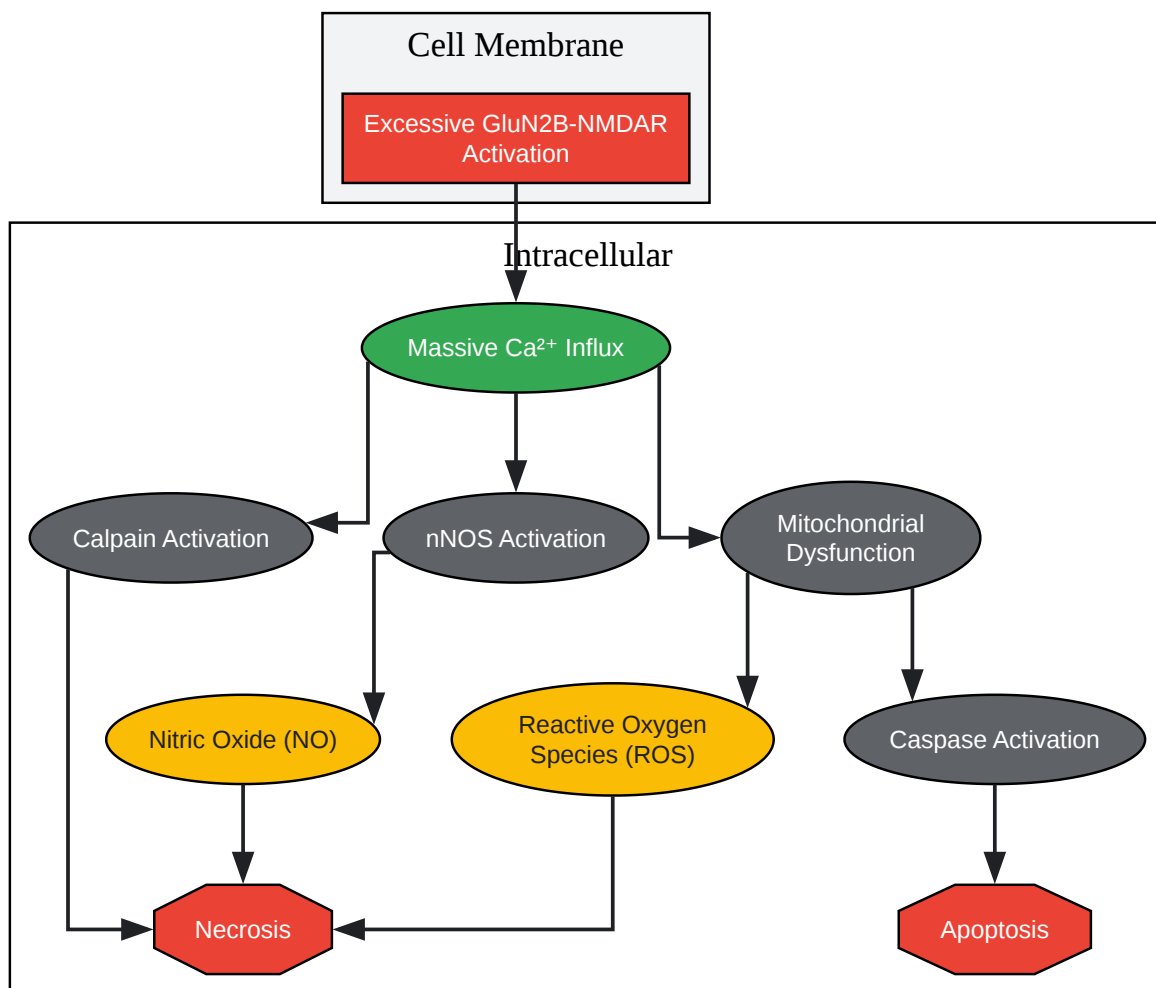 Cell Membrane
Excessive GluN2B-NMDAR
Activation
Intracellular
Massive Ca²⁺ Influx
Calpain Activation
nNOS Activation
Mitochondrial
Dysfunction
Nitric Oxide (NO)
Reactive Oxygen
Species (ROS)
Caspase Activation
Necrosis
Apoptosis